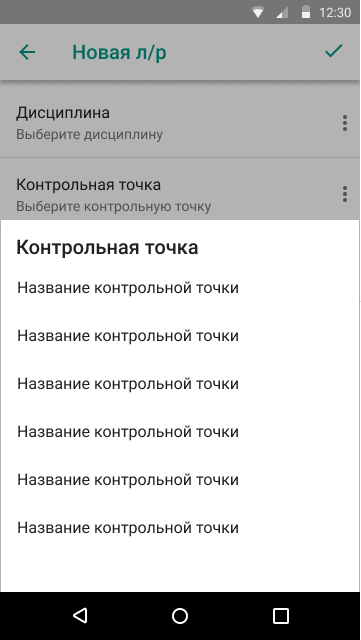 12:30
Новая л/р
Дисциплина
Выберите дисциплину
Контрольная точка
Выберите контрольную точку
Контрольная точка
Название контрольной точки
Название контрольной точки
Название контрольной точки
Название контрольной точки
Название контрольной точки
Название контрольной точки